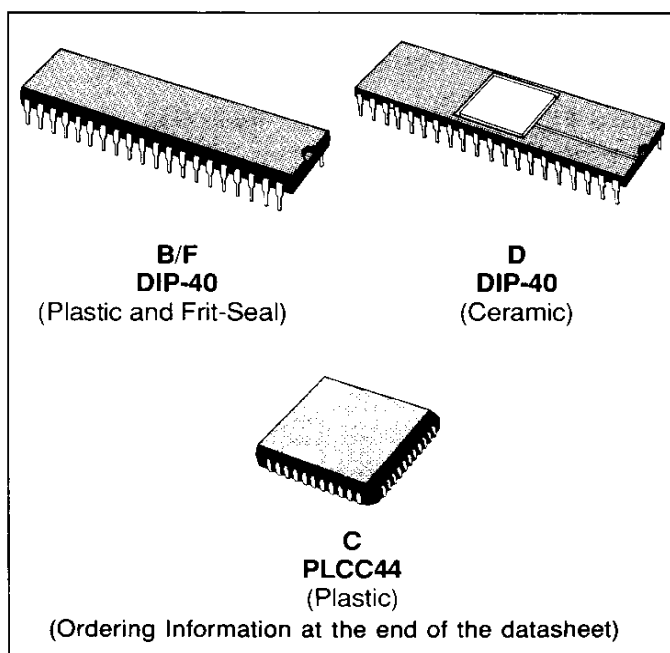 B/F
DIP-40
(Plastic and Frit-Seal)
D
DIP-40
(Ceramic)
C
PLCC44
(Plastic)
(Ordering Information at the end of the datasheet)